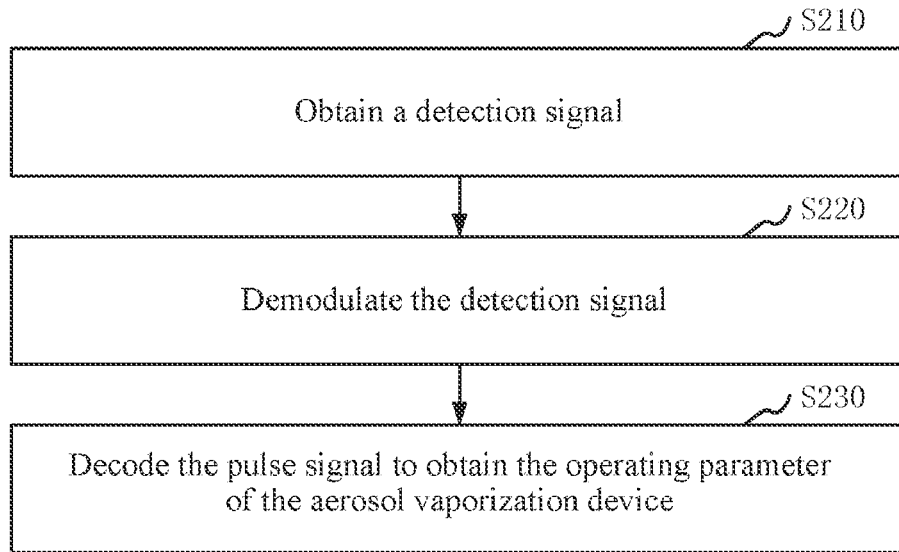 S210
Obtain a detection signal
S220
Demodulate the detection signal
S230
Decode the pulse signal to obtain the operating parameter
of the aerosol vaporization device